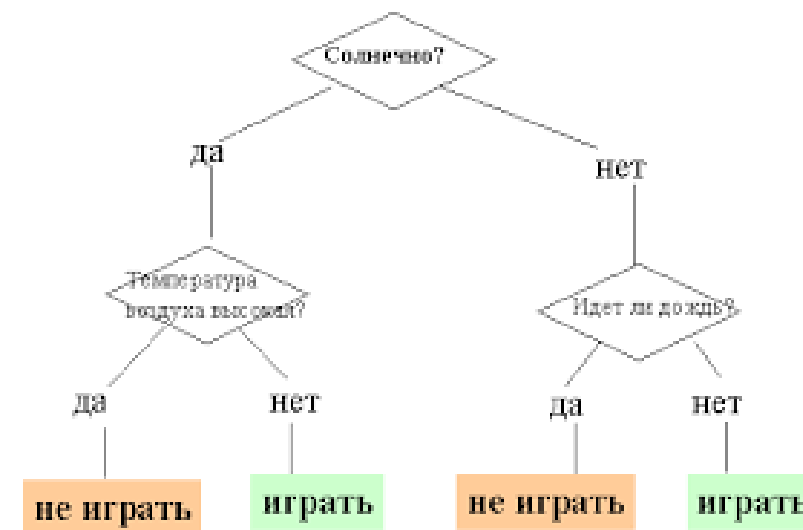 Солнечно?
да
нет
Температура
воздуха высокая?
Идет ли дождь?
да
нет
да
нет
не играть
играть
не играть
играть